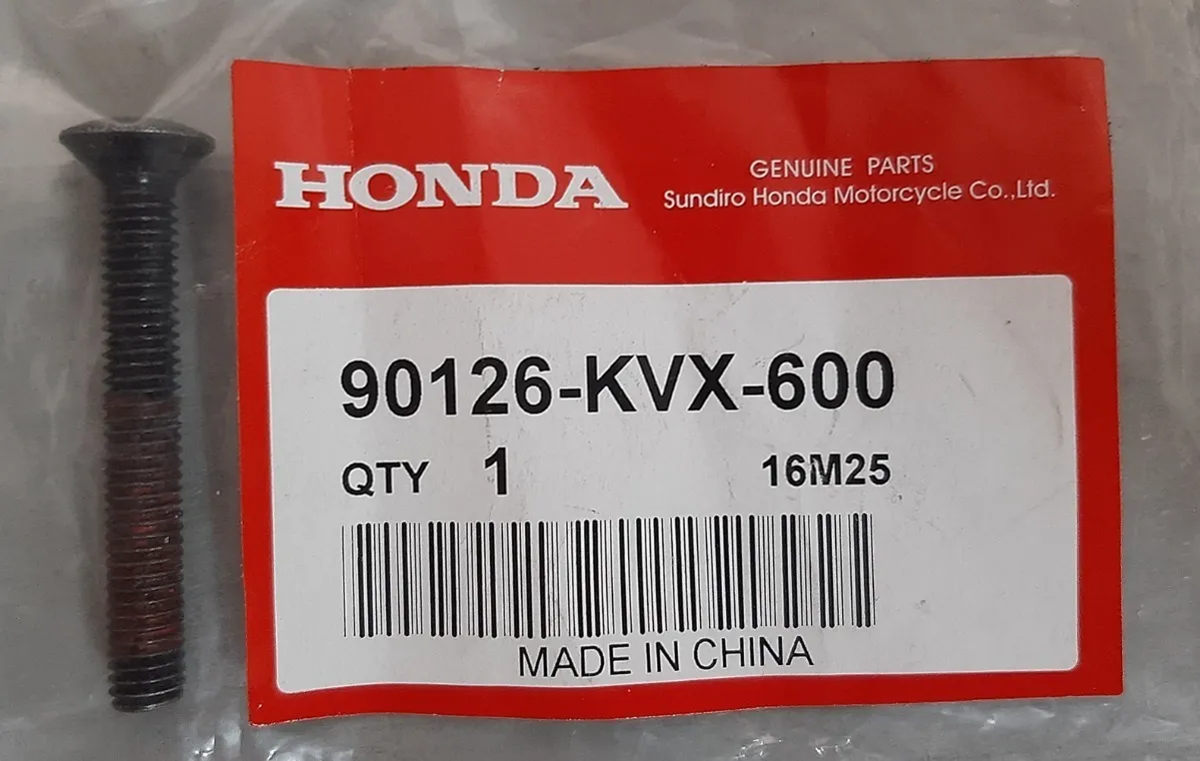 HONDA
GENUINE PARTS
Sundiro Honda Motorcycle Co.,Ltd.
90126-KVX-600
QTY 1 16M25
MADE IN CHINA